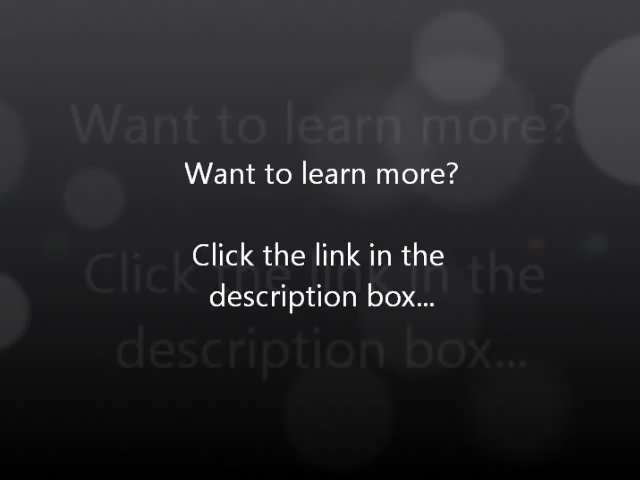 Want to learn more?
Click the link in the
description box...